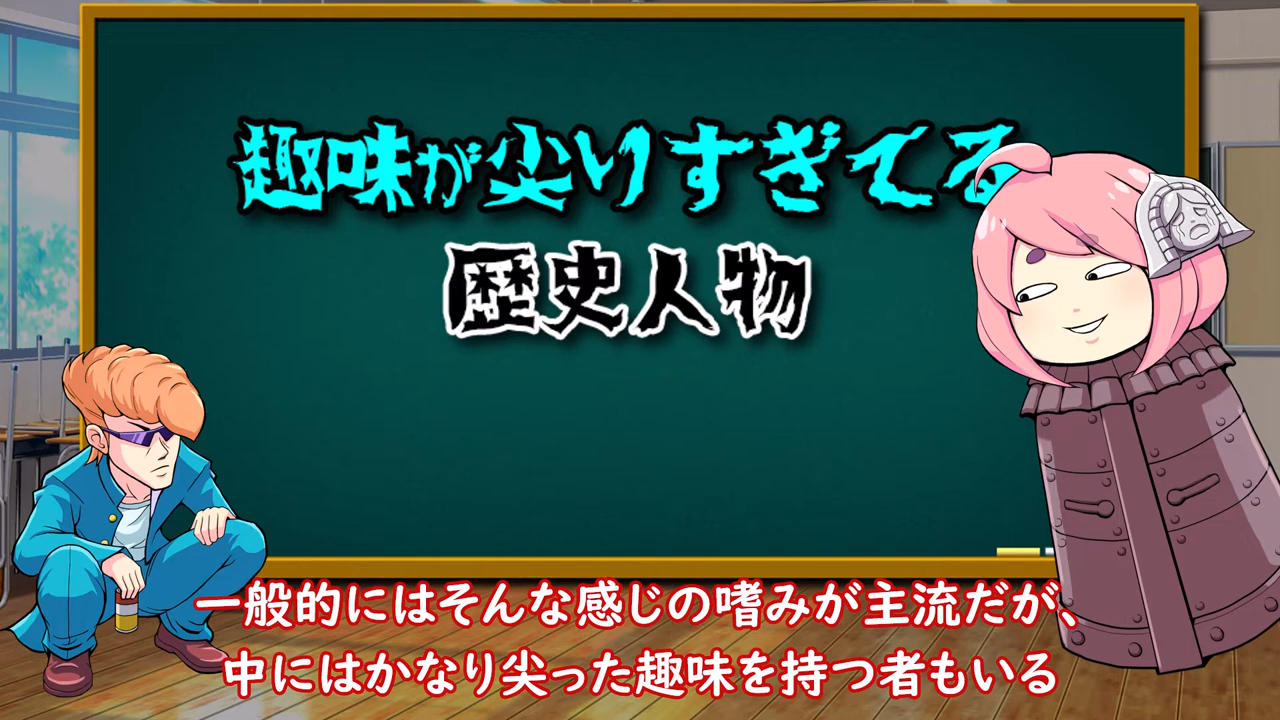 趣味が尖りすぎてる
歴史人物
一般的にはそんな感じの嗜みが主流だが、
中にはかなり尖った趣味を持つ者もいる